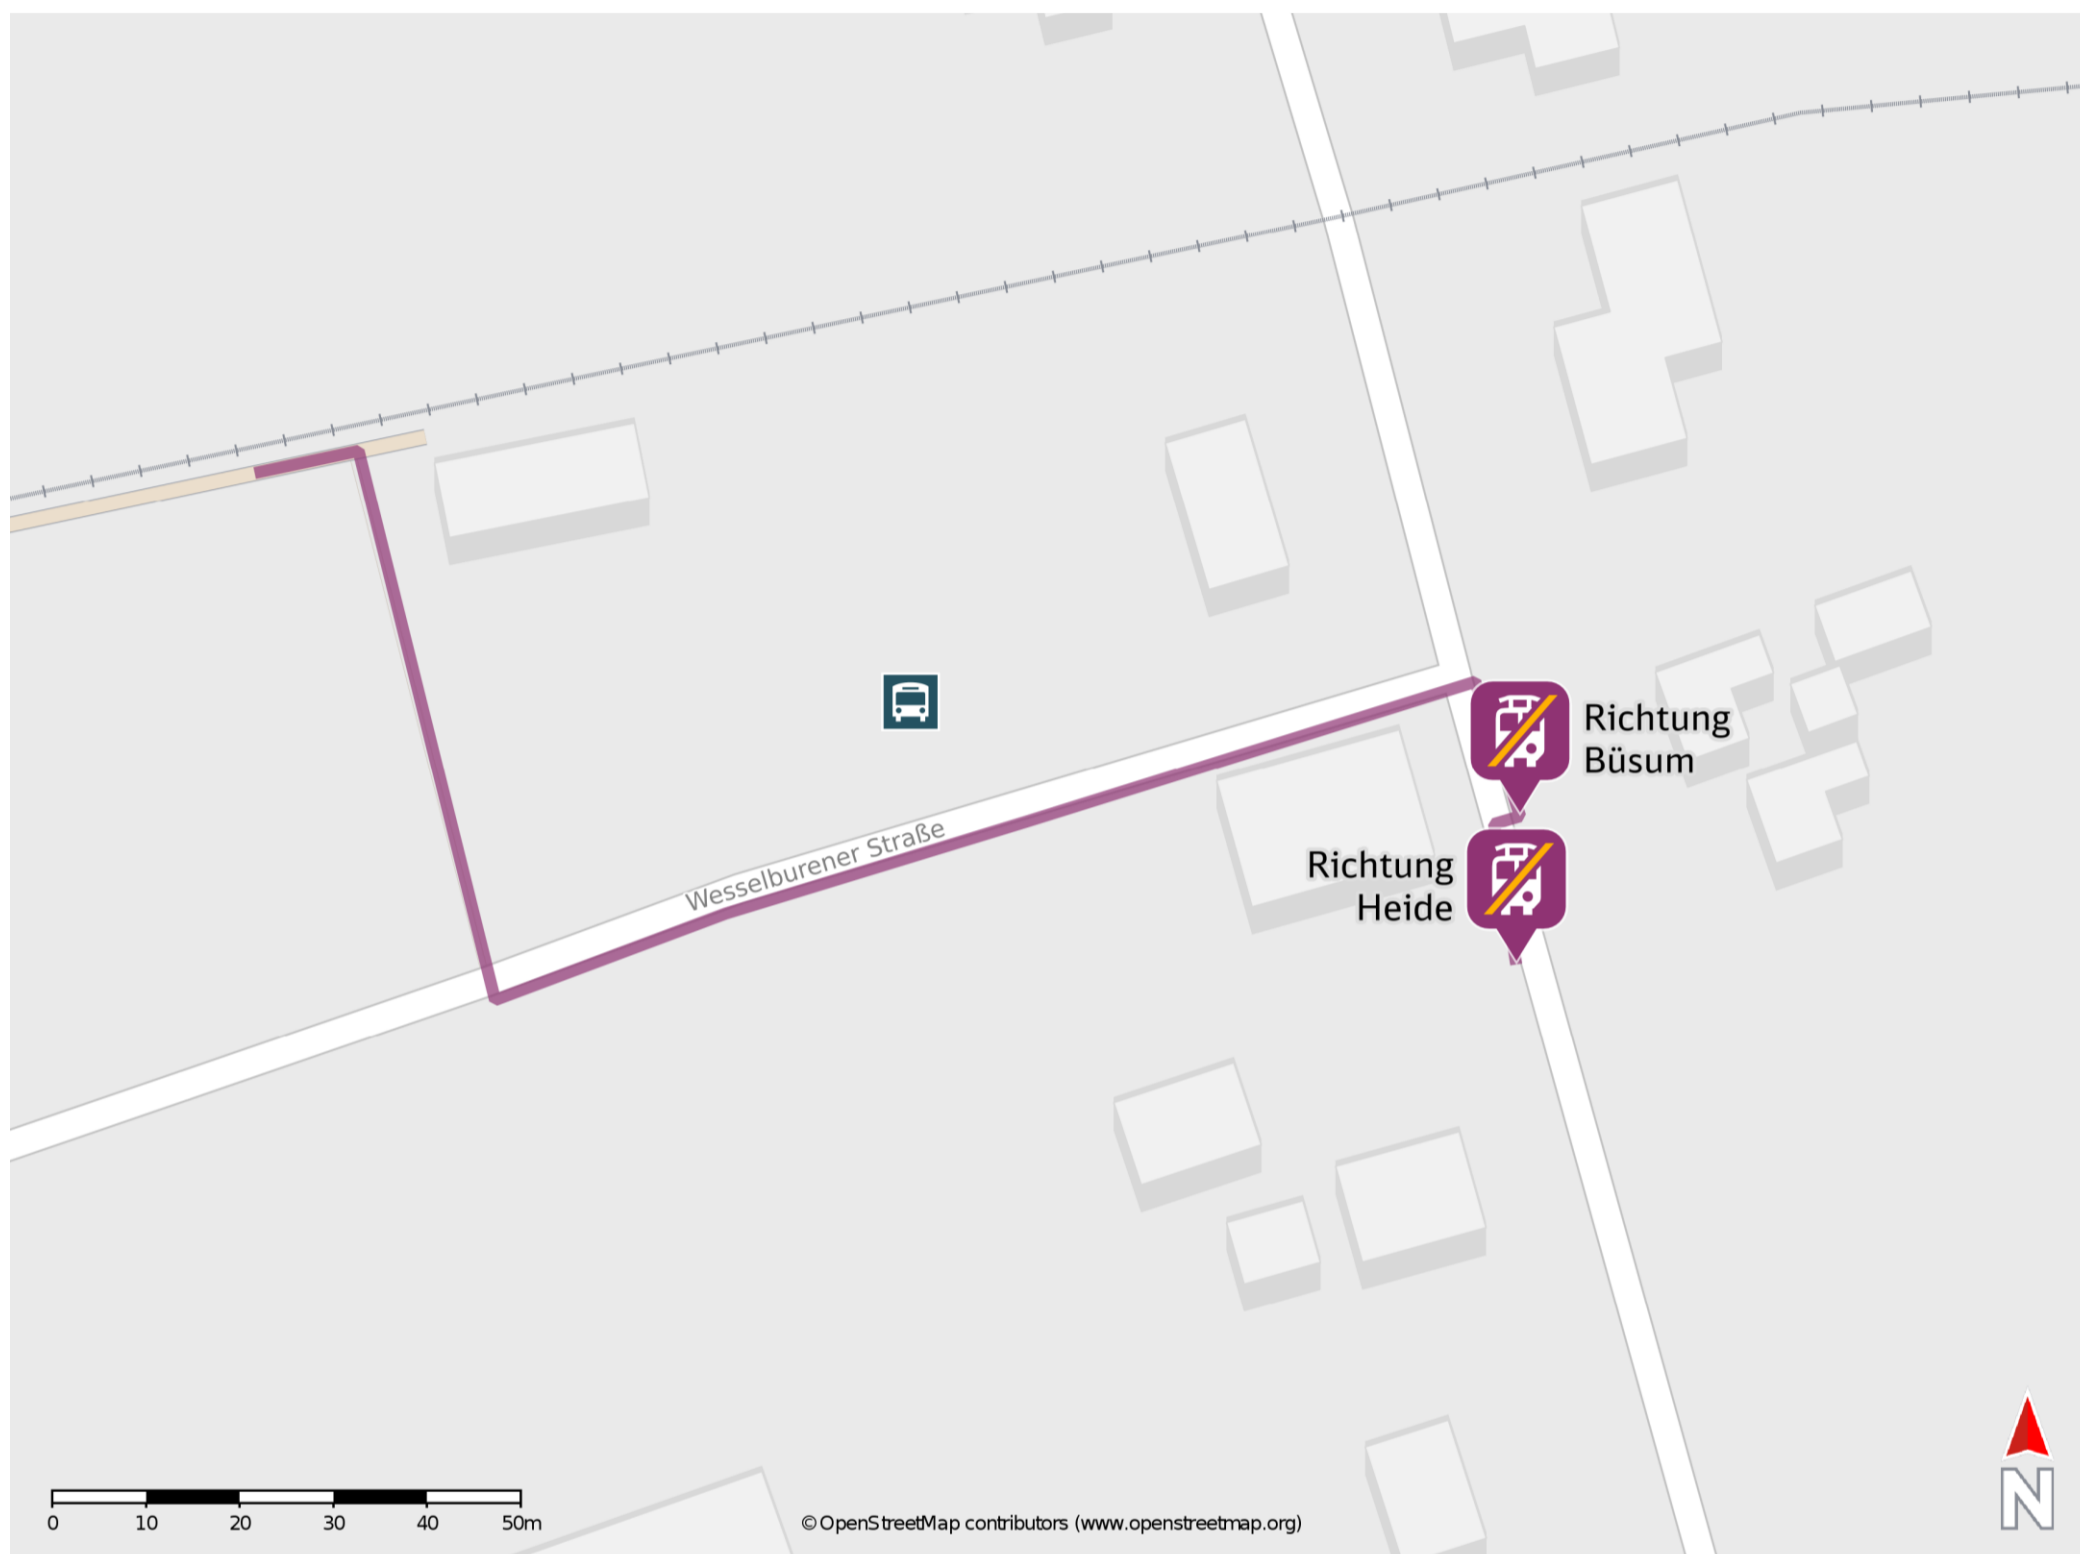 Richtung
Büsum
Wesselburener Straße
Richtung
Heide
N
0 10 20 30 40 50m
©OpenStreetMap contributors (www.openstreetmap.org)